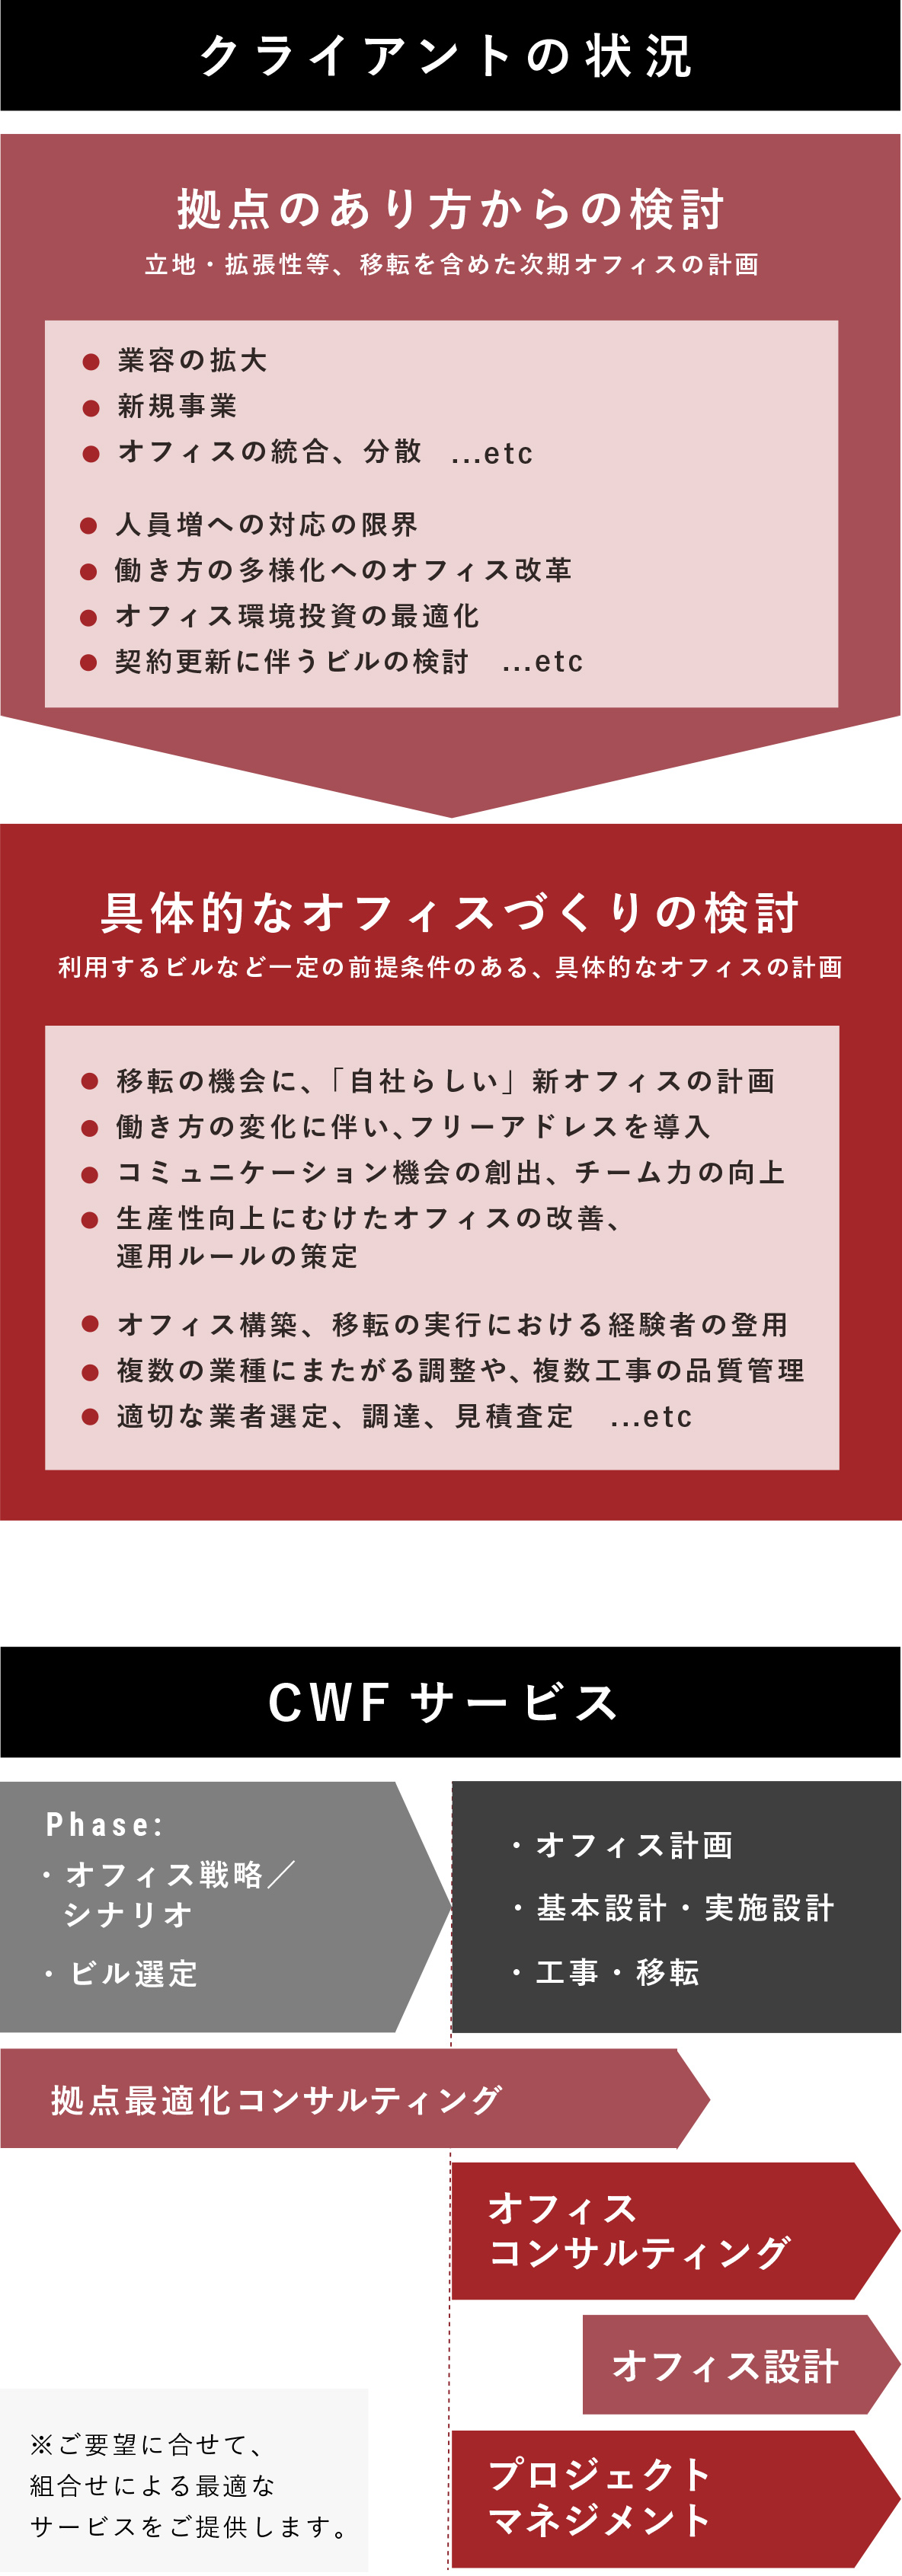 クライアントの状況
拠点のあり方からの検討
立地・拡張性等、移転を含めた次期オフィスの計画
● 業容の拡大
● 新規事業
● オフィスの統合、分散 ...etc
● 人員増への対応の限界
● 働き方の多様化へのオフィス改革
● オフィス環境投資の最適化
● 契約更新に伴うビルの検討 ...etc
具体的なオフィスづくりの検討
利用するビルなど一定の前提条件のある、具体的なオフィスの計画
● 移転の機会に、「自社らしい」新オフィスの計画
● 働き方の変化に伴い、フリーアドレスを導入
● コミュニケーション機会の創出、チーム力の向上
● 生産性向上にむけたオフィスの改善、
運用ルールの策定
● オフィス構築、移転の実行における経験者の登用
● 複数の業種にまたがる調整や、複数工事の品質管理
● 適切な業者選定、調達、見積査定 ...etc
CWF サービス
Phase:
・オフィス戦略／
シナリオ
・ビル選定
・オフィス計画
・基本設計・実施設計
・工事・移転
拠点最適化コンサルティング
オフィス
コンサルティング
オフィス設計
プロジェクト
マネジメント
※ご要望に合せて、
組合せによる最適な
サービスをご提供します。